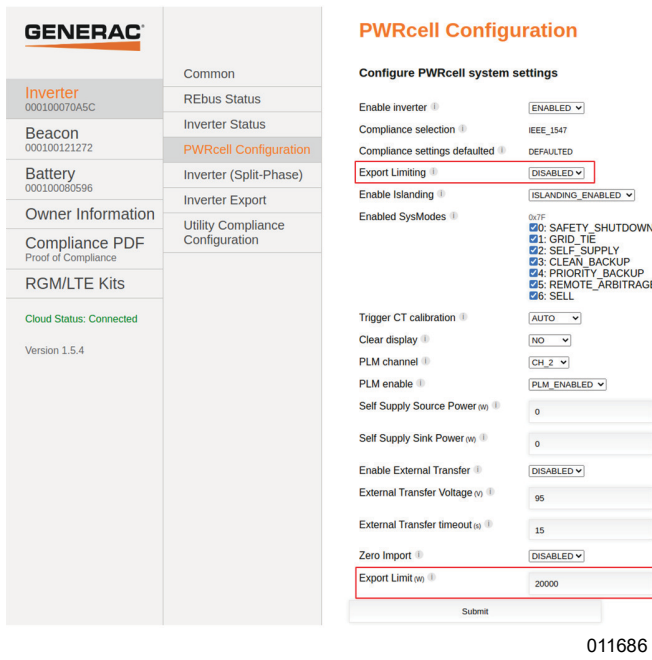 GENERAC
Inverter
000100070A5C
Beacon
000100121272
Battery
000100080596
Owner Information
Compliance PDF
Proof of Compliance
RGM/LTE Kits
Cloud Status: Connected
Version 1.5.4
Common
REbus Status
Inverter Status
PWRcell Configuration
Inverter (Split-Phase)
Inverter Export
Utility Compliance
Configuration
PWRcell Configuration
Configure PWRcell system settings
Enable inverter ENABLED
Compliance selection IEEE_1547
Compliance settings defaulted DEFAULTED
Export Limiting DISABLED
Enable Islanding ISLANDING_ENABLED
Enabled SysModes 0x7F
0: SAFETY_SHUTDOWN
1: GRID_TIE
2: SELF_SUPPLY
3: CLEAN_BACKUP
4: PRIORITY_BACKUP
5: REMOTE_ARBITRAGE
6: SELL
Trigger CT calibration AUTO
Clear display NO
PLM channel CH_2
PLM enable PLM_ENABLED
Self Supply Source Power (W) 0
Self Supply Sink Power (W) 0
Enable External Transfer DISABLED
External Transfer Voltage (V) 95
External Transfer timeout (s) 15
Zero Import DISABLED
Export Limit (W) 20000
Submit
011686